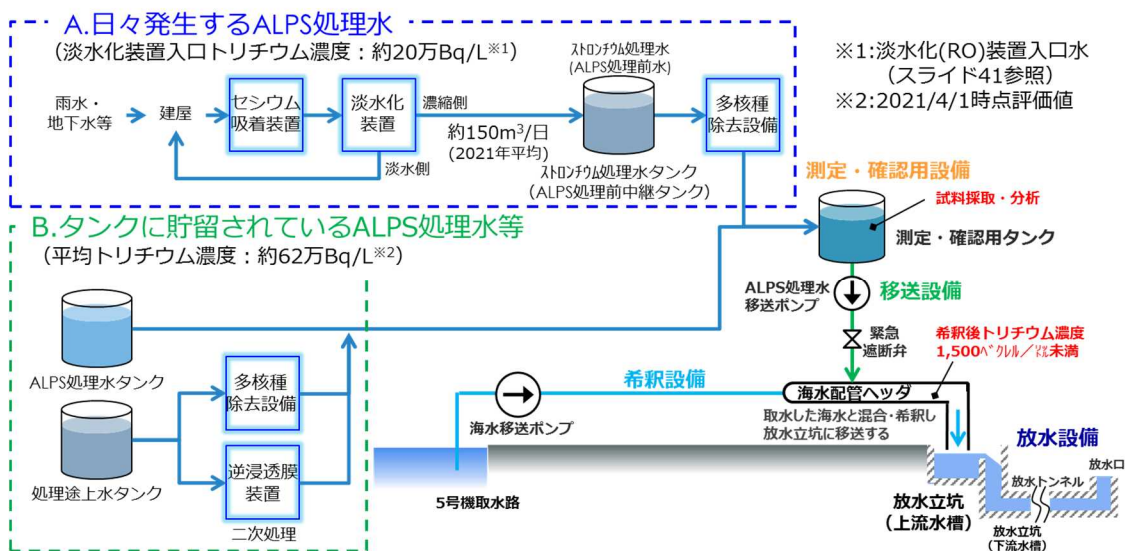 A.日々発生するALPS処理水
(淡水化装置入口トリチウム濃度：約20万Bq/L※1)
雨水・
地下水等
建屋
セシウム
吸着装置
淡水化
装置
濃縮側
約150m³/日
(2021年平均)
淡水側
ｽﾄﾛﾝﾁｳﾑ処理水
(ALPS処理前水)
ｽﾄﾛﾝﾁｳﾑ処理水タンク
(ALPS処理前中継タンク)
多核種
除去設備
※1:淡水化(RO)装置入口水
(スライド41参照)
※2:2021/4/1時点評価値
B.タンクに貯留されているALPS処理水等
(平均トリチウム濃度：約62万Bq/L※2)
ALPS処理水タンク
処理途上水タンク
多核種
除去設備
逆浸透膜
装置
二次処理
測定・確認用設備
試料採取・分析
測定・確認用タンク
ALPS処理水
移送ポンプ
移送設備
緊急
遮断弁
希釈後トリチウム濃度
1,500ﾍﾞｸﾚﾙ／㍑未満
希釈設備
海水移送ポンプ
海水配管ヘッダ
取水した海水と混合・希釈し
放水立坑に移送する
5号機取水路
放水設備
放水口
放水トンネル
放水立坑
(上流水槽)
放水立坑
(下流水槽)